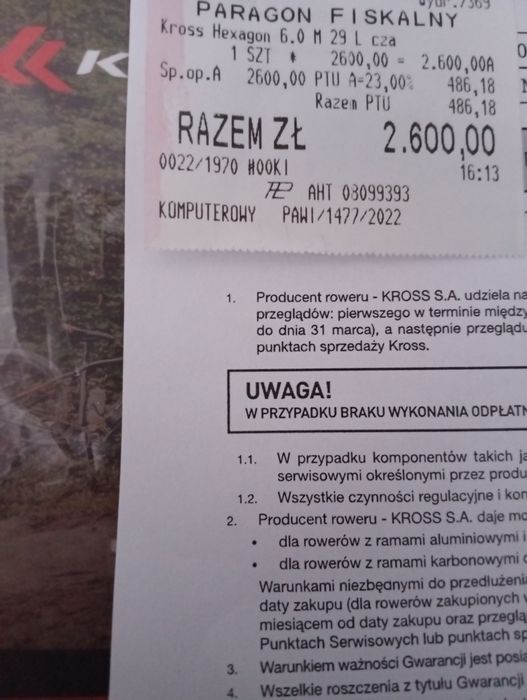 PARAGON FISKALNY
Kross Hexagon 6.0 M 29 L cza
1 SZT * 2600,00 = 2.600,00A
Sp.op.A 2600,00 PTU A=23,00% 486,18
Razem PTU 486,18
RAZEM ZŁ 2.600,00
0022/1970 #OOKI 16:13
AHT 03099393
KOMPUTEROWY PAWI/1477/2022
K
1. Producent roweru - KROSS S.A. udziela na
przeglądów: pierwszego w terminie między
do dnia 31 marca), a następnie przeglądu
punktach sprzedaży Kross.
UWAGA!
W PRZYPADKU BRAKU WYKONANIA ODPŁATN
1.1. W przypadku komponentów takich ja
serwisowymi określonymi przez produ
1.2. Wszystkie czynności regulacyjne i kon
2. Producent roweru - KROSS S.A. daje mo
• dla rowerów z ramami aluminiowymi i
• dla rowerów z ramami karbonowymi
Warunkami niezbędnymi do przedłużenia
daty zakupu (dla rowerów zakupionych w
miesiącem od daty zakupu oraz przeglą
Punktach Serwisowych lub punktach sp
3. Warunkiem ważności Gwarancji jest posia
4. Wszelkie roszczenia z tytułu Gwarancji